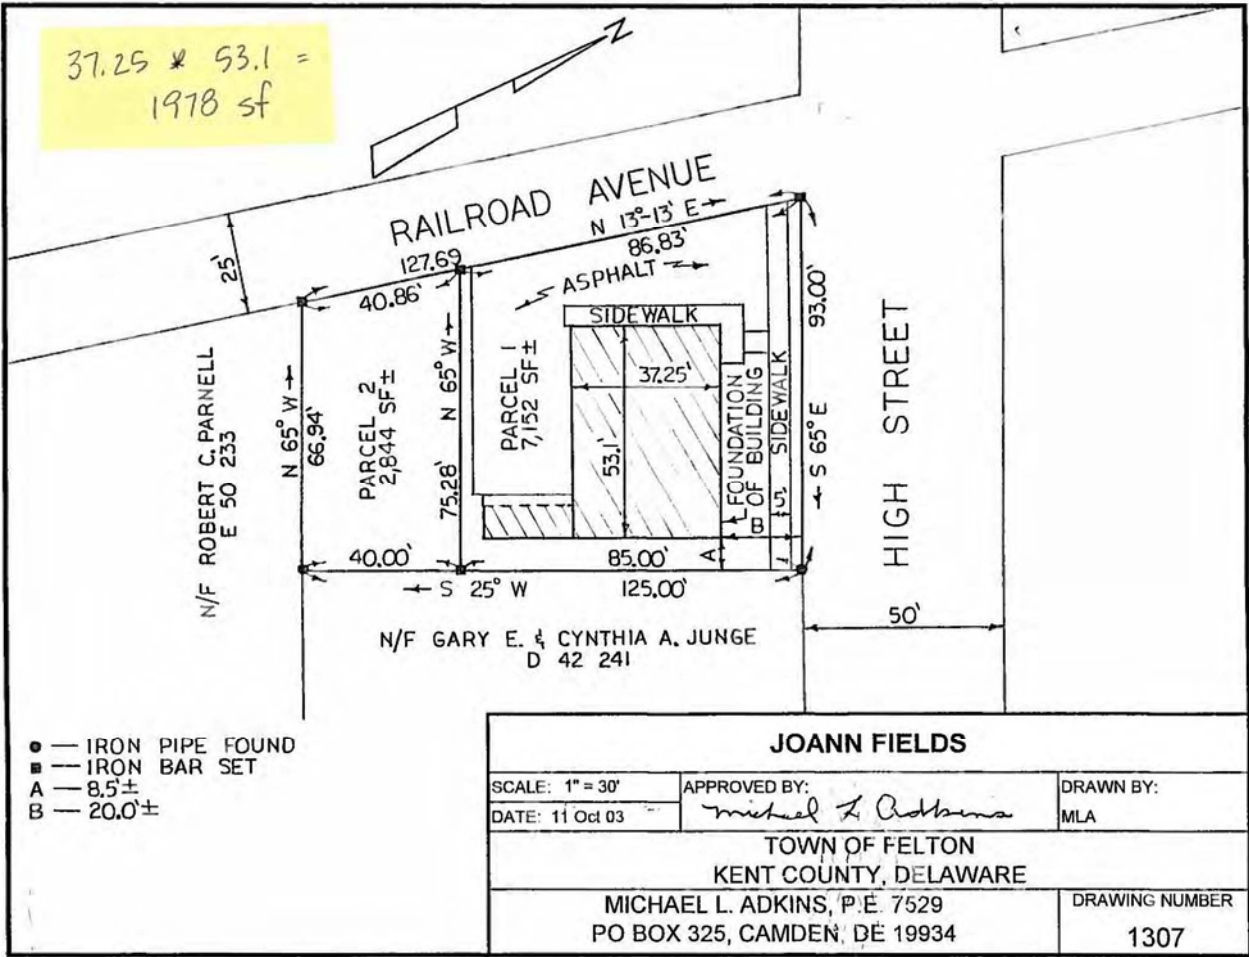 37.25 * 53.1 =
1978 sf
N
RAILROAD AVENUE
N 13°-13' E
127.69
86.83'
25'
40.86'
ASPHALT
SIDEWALK
93.00'
N/F ROBERT C. PARNELL
E 50 233
N 65° W
66.94'
PARCEL 2
2,844 SF±
N 65° W
75.28'
PARCEL 1
7,152 SF±
37.25'
53.1'
FOUNDATION
OF BUILDING
SIDEWALK
5'
B
A
S 65° E
HIGH STREET
40.00'
85.00'
S 25° W
125.00'
50'
N/F GARY E. & CYNTHIA A. JUNGE
D 42 241
— IRON PIPE FOUND
— IRON BAR SET
A — 8.5'±
B — 20.0'±
JOANN FIELDS
SCALE: 1" = 30'
DATE: 11 Oct 03
APPROVED BY:
Michael L Adkins
DRAWN BY:
MLA
TOWN OF FELTON
KENT COUNTY, DELAWARE
MICHAEL L. ADKINS, P.E. 7529
PO BOX 325, CAMDEN, DE 19934
DRAWING NUMBER
1307